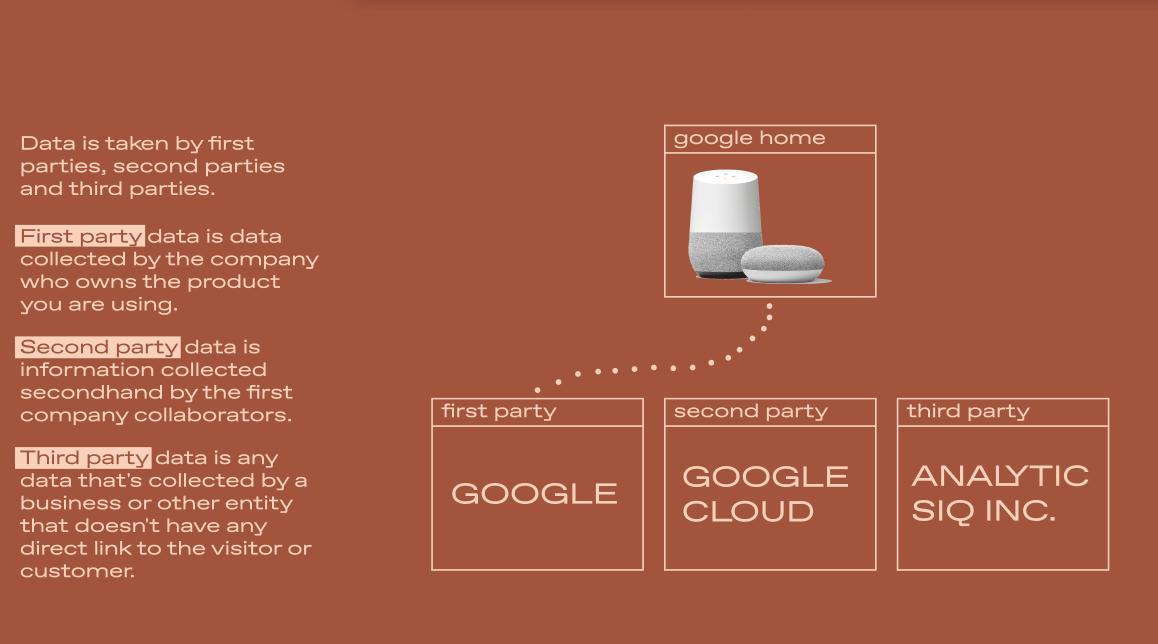 Data is taken by first
parties, second parties
and third parties.
First party data is data
collected by the company
who owns the product
you are using.
Second party data is
information collected
secondhand by the first
company collaborators.
Third party data is any
data that's collected by a
business or other entity
that doesn't have any
direct link to the visitor or
customer.
google home
first party
GOOGLE
second party
GOOGLE
CLOUD
third party
ANALYTIC
SIQ INC.